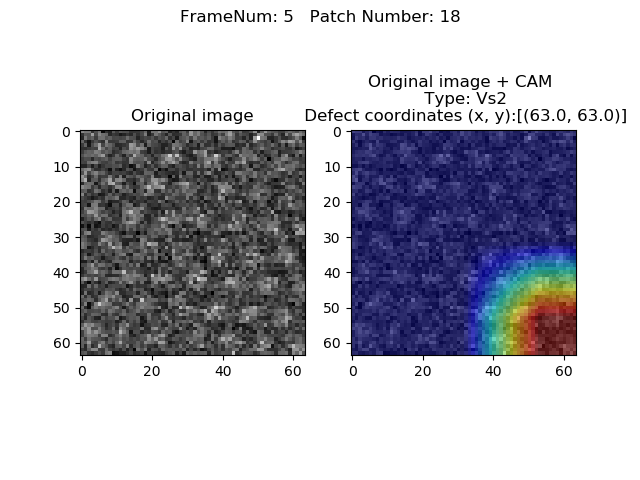 FrameNum: 5   Patch Number: 18
Original image
Original image + CAM
Type: Vs2
Defect coordinates (x, y):[(63.0, 63.0)]
0
10
20
30
40
50
60
0 20 40 60
0
10
20
30
40
50
60
0 20 40 60